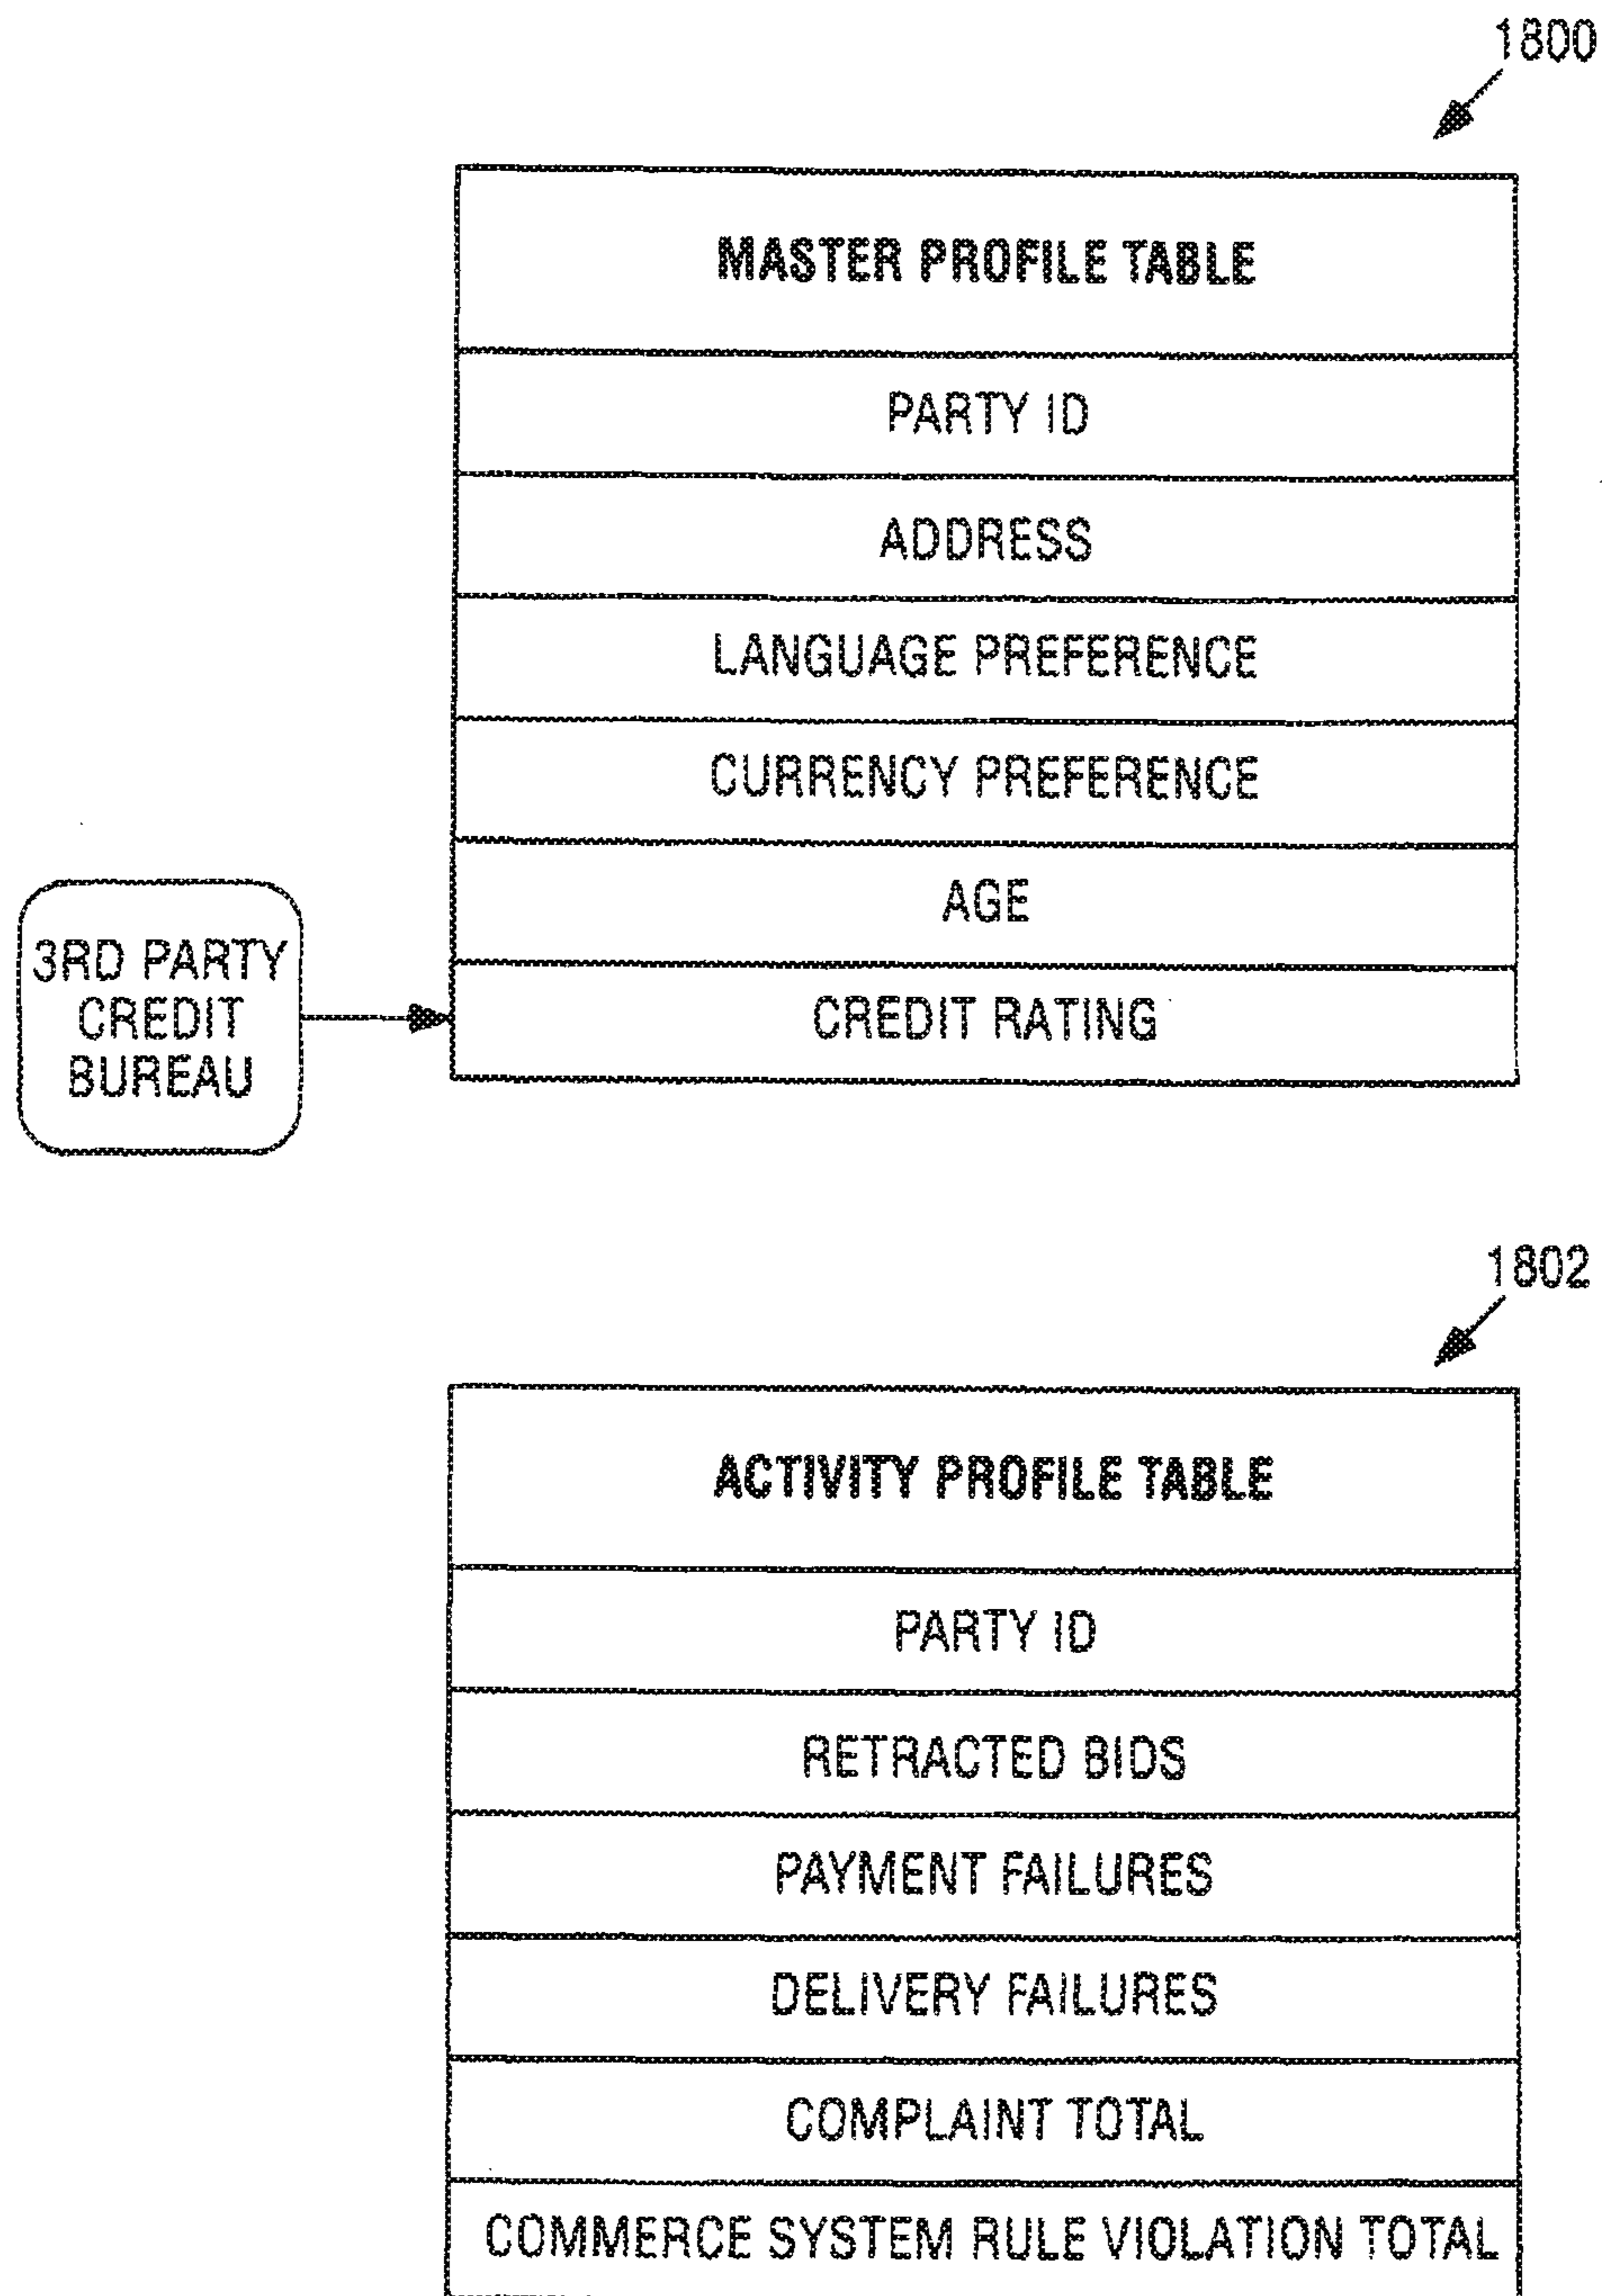 1800
MASTER PROFILE TABLE
PARTY ID
ADDRESS
LANGUAGE PREFERENCE
CURRENCY PREFERENCE
AGE
3RD PARTY
CREDIT
BUREAU
CREDIT RATING
1802
ACTIVITY PROFILE TABLE
PARTY ID
RETRACTED BIDS
PAYMENT FAILURES
DELIVERY FAILURES
COMPLAINT TOTAL
COMMERCE SYSTEM RULE VIOLATION TOTAL